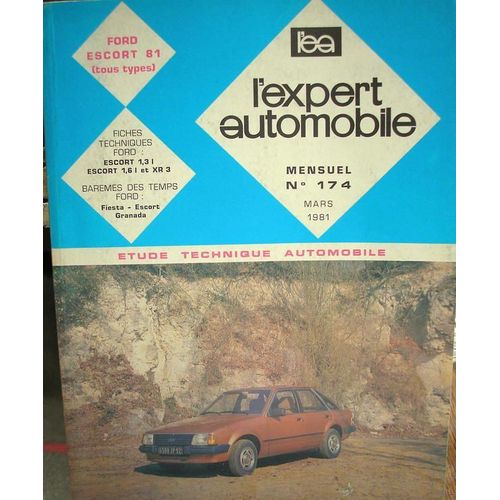 FORD
ESCORT 81
(tous types)
l'ea
l'expert
automobile
FICHES
TECHNIQUES
FORD :
ESCORT 1,3 l
ESCORT 1,6 l et XR 3
BAREMES DES TEMPS
FORD :
Fiesta - Escort
Granada
MENSUEL
N° 174
MARS
1981
ETUDE TECHNIQUE AUTOMOBILE